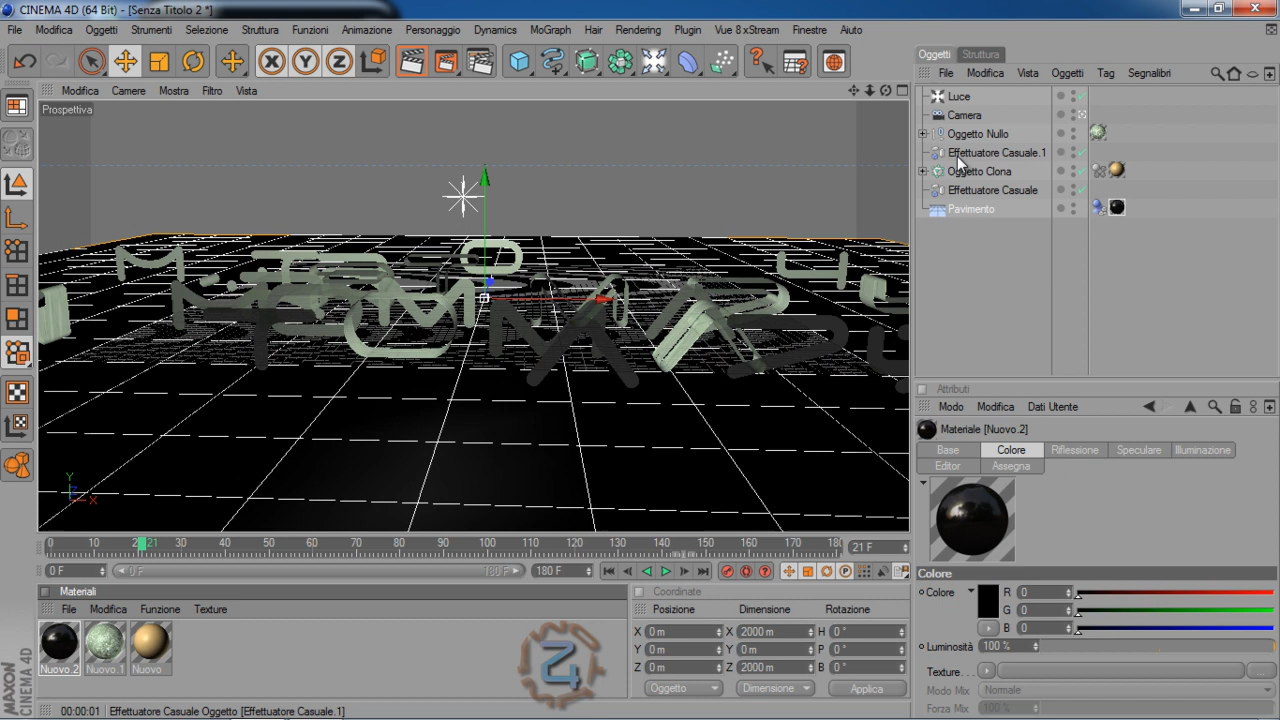 CINEMA 4D (64 Bit) - [Senza Titolo 2 *]
File Modifica Oggetti Strumenti Selezione Struttura Funzioni Animazione Personaggio Dynamics MoGraph Hair Rendering Plugin Vue 8 xStream Finestre Aiuto
X Y Z
Oggetti Struttura
File Modifica Vista Oggetti Tag Segnalibri
Modifica Camere Mostra Filtro Vista
Prospettiva
Luce
Camera
Oggetto Nullo
Effettuatore Casuale.1
Oggetto Clona
Effettuatore Casuale
Pavimento
Y
Z
X
Attributi
Modo Modifica Dati Utente
Materiale [Nuovo.2]
Base Colore Riflessione Speculare Illuminazione
Editor Assegna
0 10 21 30 40 50 60 70 80 90 100 110 120 130 140 150 160 170 180
21 F
0 F 0 F 180 F 180 F
P
Colore
Colore R 0
G 0
B 0
Luminosità 100 %
Texture
Modo Mix Normale
Forza Mix 100 %
Materiali
File Modifica Funzione Texture
Nuovo.2 Nuovo.1 Nuovo
Z4
Coordinate
Posizione Dimensione Rotazione
X 0 m X 2000 m H 0 °
Y 0 m Y 0 m P 0 °
Z 0 m Z 2000 m B 0 °
Oggetto Dimensione Applica
MAXON
CINEMA 4D
00:00:01 Effettuatore Casuale Oggetto [Effettuatore Casuale.1]